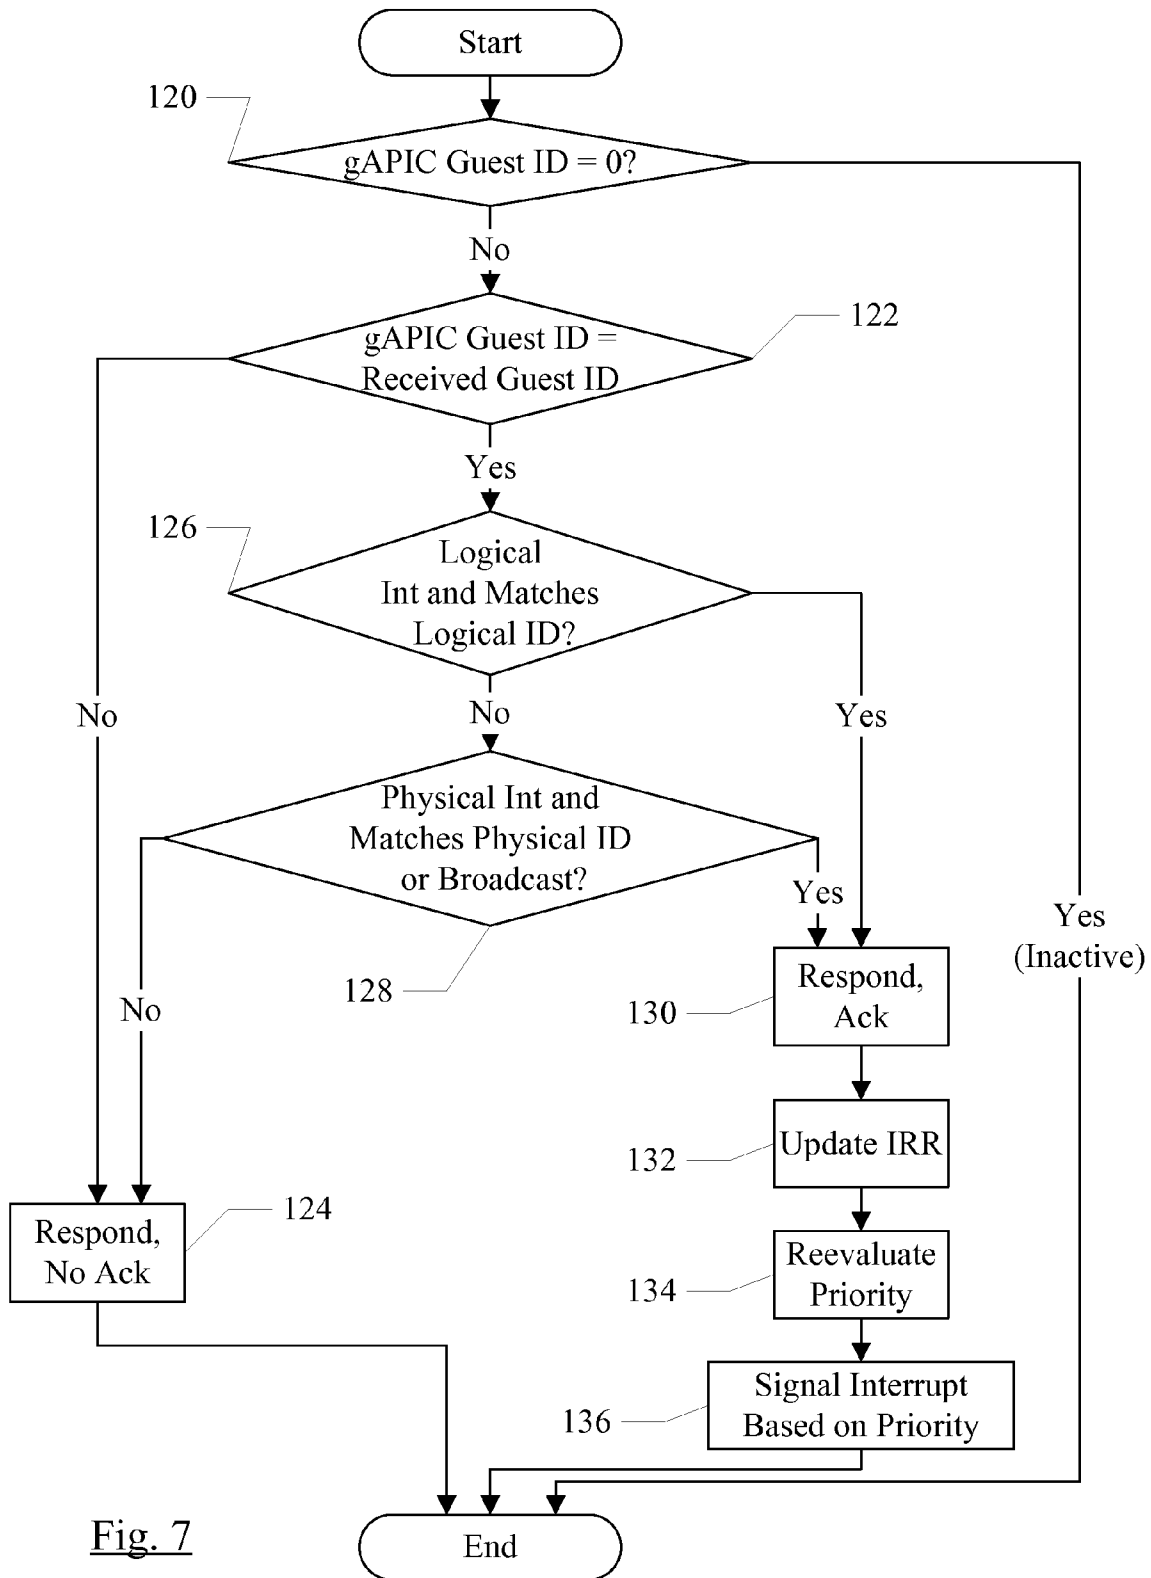 Start
120
gAPIC Guest ID = 0?
No
122
gAPIC Guest ID =
Received Guest ID
Yes
126
Logical
Int and Matches
Logical ID?
No
No
Yes
Physical Int and
Matches Physical ID
or Broadcast?
Yes
Yes
(Inactive)
128
No
130
Respond,
Ack
132
Update IRR
124
Respond,
No Ack
134
Reevaluate
Priority
136
Signal Interrupt
Based on Priority
Fig. 7
End